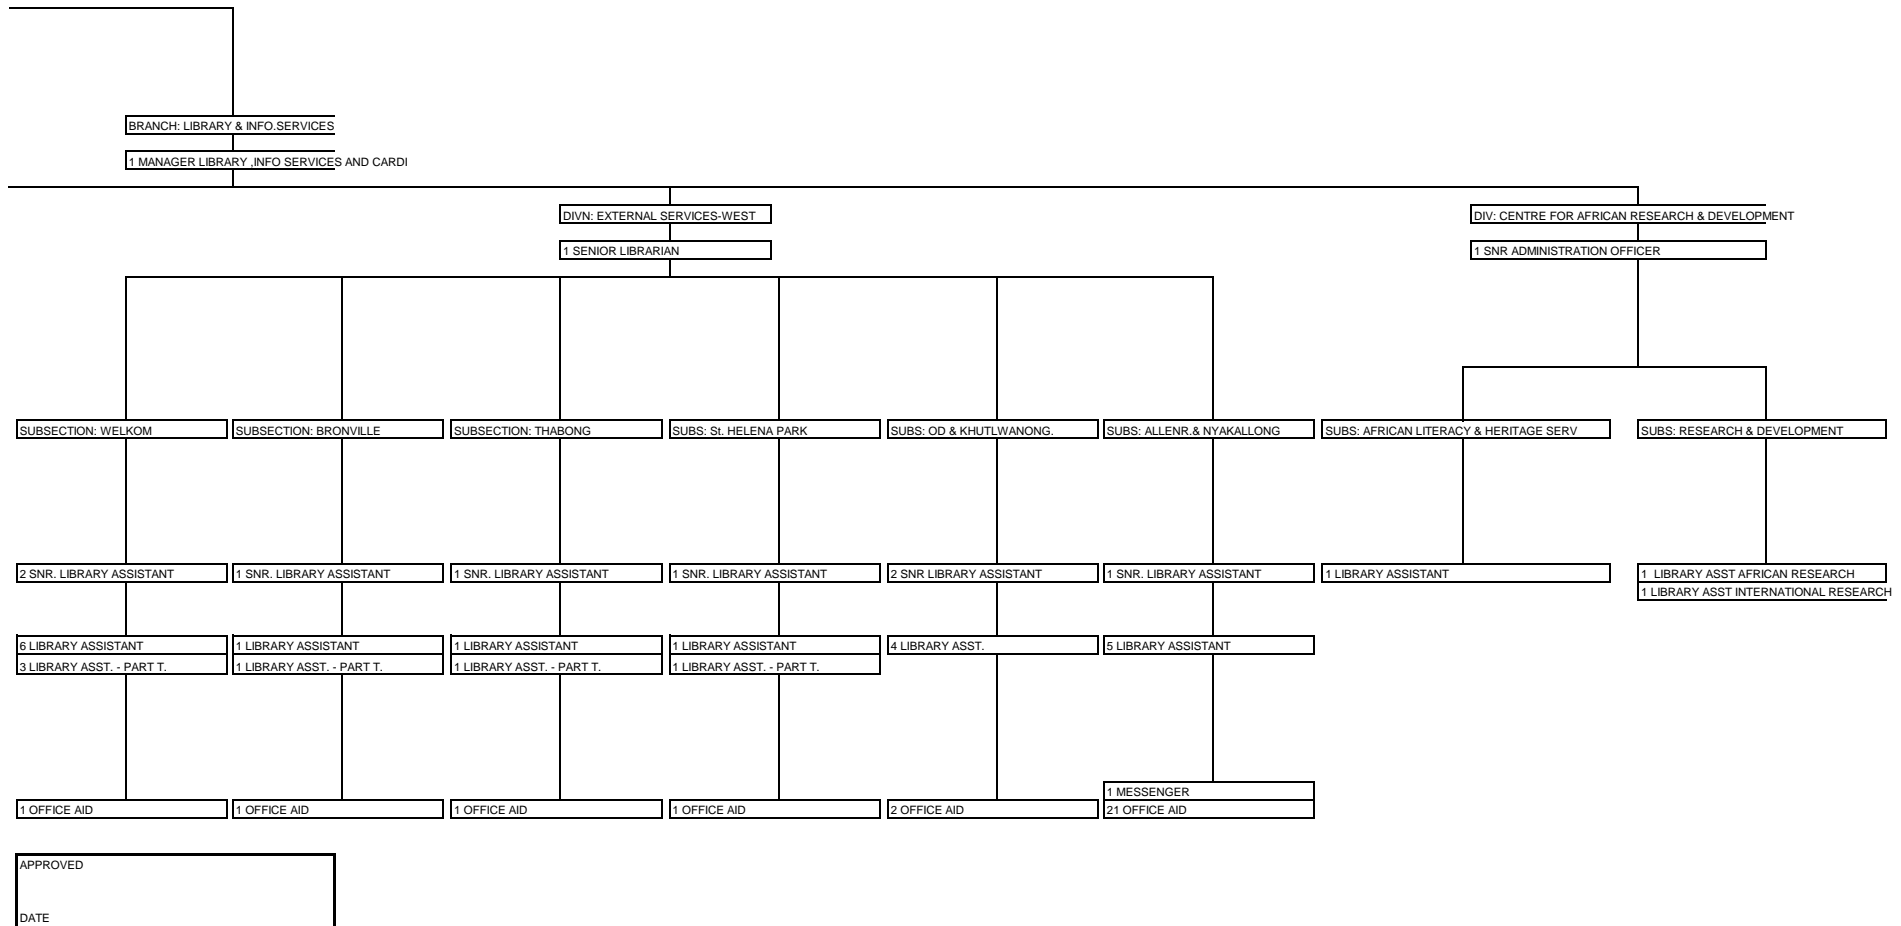 BRANCH: LIBRARY & INFO.SERVICES
1 MANAGER LIBRARY ,INFO SERVICES AND CARDI
DIVN: EXTERNAL SERVICES-WEST
DIV: CENTRE FOR AFRICAN RESEARCH & DEVELOPMENT
1 SENIOR LIBRARIAN
1 SNR ADMINISTRATION OFFICER
SUBSECTION: WELKOM
SUBSECTION: BRONVILLE
SUBSECTION: THABONG
SUBS: St. HELENA PARK
SUBS: OD & KHUTLWANONG.
SUBS: ALLENR.& NYAKALLONG
SUBS: AFRICAN LITERACY & HERITAGE SERV
SUBS: RESEARCH & DEVELOPMENT
2 SNR. LIBRARY ASSISTANT
1 SNR. LIBRARY ASSISTANT
1 SNR. LIBRARY ASSISTANT
1 SNR. LIBRARY ASSISTANT
2 SNR LIBRARY ASSISTANT
1 SNR. LIBRARY ASSISTANT
1 LIBRARY ASSISTANT
1 LIBRARY ASST AFRICAN RESEARCH
1 LIBRARY ASST INTERNATIONAL RESEARCH
6 LIBRARY ASSISTANT
1 LIBRARY ASSISTANT
1 LIBRARY ASSISTANT
1 LIBRARY ASSISTANT
4 LIBRARY ASST.
5 LIBRARY ASSISTANT
3 LIBRARY ASST. - PART T.
1 LIBRARY ASST. - PART T.
1 LIBRARY ASST. - PART T.
1 LIBRARY ASST. - PART T.
1 MESSENGER
1 OFFICE AID
1 OFFICE AID
1 OFFICE AID
1 OFFICE AID
2 OFFICE AID
21 OFFICE AID
APPROVED
DATE